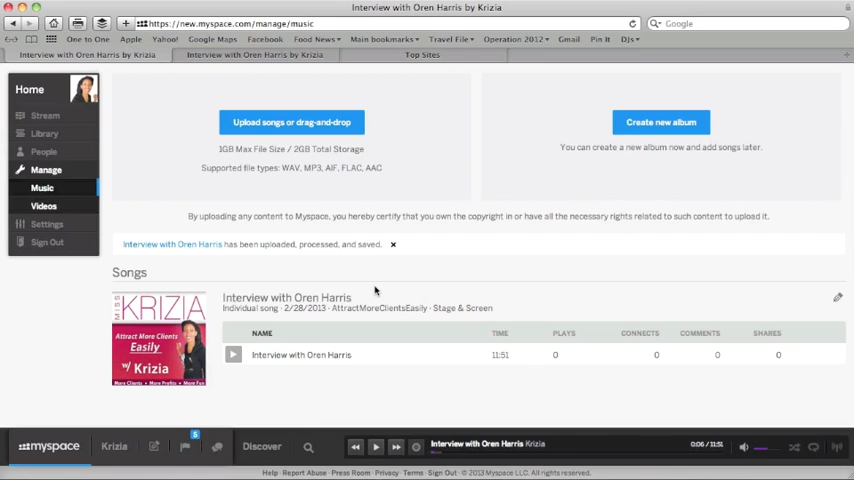 Interview with Oren Harris by Krizia
https://new.myspace.com/manage/music
Google
One to One Apple Yahoo! Google Maps Facebook Food News Main bookmarks Travel File Operation 2012 Gmail Pin It DJs
Interview with Oren Harris by Krizia Interview with Oren Harris by Krizia Top Sites
Home
Stream
Library
People
Manage
Music
Videos
Settings
Sign Out
Upload songs or drag-and-drop
1GB Max File Size / 2GB Total Storage
Supported file types: WAV, MP3, AIF, FLAC, AAC
Create new album
You can create a new album now and add songs later.
By uploading any content to Myspace, you hereby certify that you own the copyright in or have all the necessary rights related to such content to upload it.
Interview with Oren Harris has been uploaded, processed, and saved. ×
Songs
MISS
KRIZIA
Attract More Clients
Easily
w/ Krizia
More Clients • More Profits • More Fun
Interview with Oren Harris
Individual song · 2/28/2013 · AttractMoreClientsEasily · Stage & Screen
NAME TIME PLAYS CONNECTS COMMENTS SHARES
Interview with Oren Harris 11:51 0 0 0 0
myspace Krizia Discover
Interview with Oren Harris Krizia 0:06 / 11:51
Help · Report Abuse · Press Room · Privacy · Terms · Sign Out · © 2013 Myspace LLC. All rights reserved.